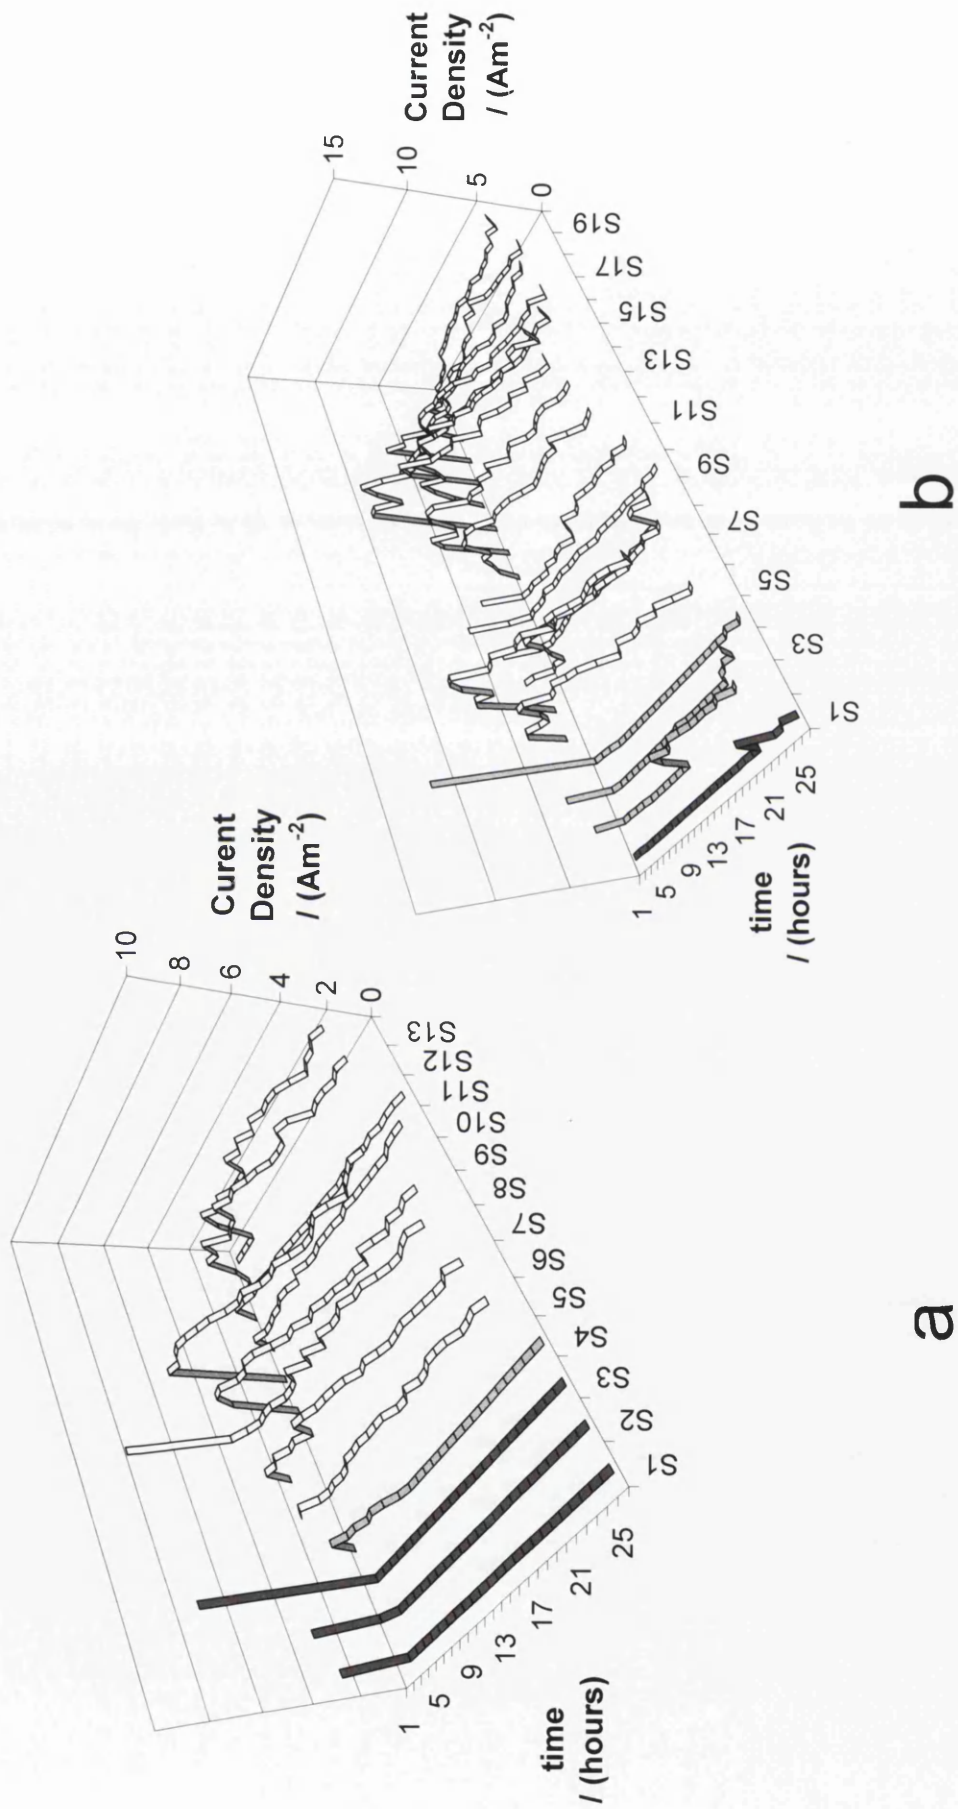 Curent
Density
/ (Am⁻²)
10
8
6
4
2
0
S13
S12
S11
S10
S9
S8
S7
S6
S5
S4
S3
S2
S1
1
5
9
13
17
21
25
time
/ (hours)
a
Current
Density
/ (Am⁻²)
15
10
5
0
S19
S17
S15
S13
S11
S9
S7
S5
S3
S1
1
5
9
13
17
21
25
time
/ (hours)
b